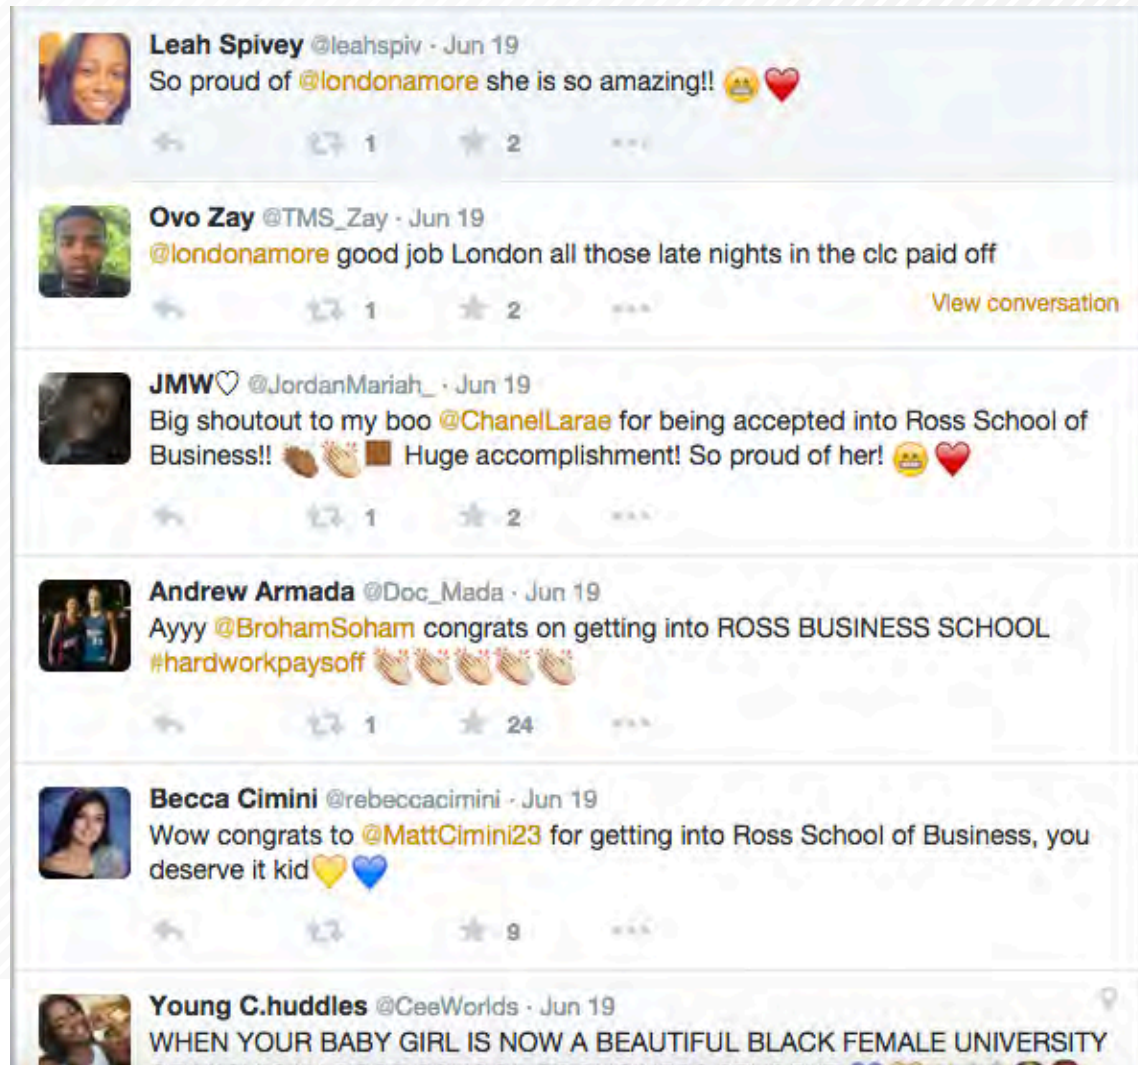 Leah Spivey @leahspiv · Jun 19
So proud of @londonamore she is so amazing!! 😁❤️
1 2
Ovo Zay @TMS_Zay · Jun 19
@londonamore good job London all those late nights in the clc paid off
1 2 View conversation
JMW♡ @JordanMariah_ · Jun 19
Big shoutout to my boo @ChanelLarae for being accepted into Ross School of
Business!! 👏🏾👏🏼🏾 Huge accomplishment! So proud of her! 😁❤️
1 2
Andrew Armada @Doc_Mada · Jun 19
Ayyy @BrohamSoham congrats on getting into ROSS BUSINESS SCHOOL
#hardworkpaysoff 👏🏼👏🏼👏🏼👏🏼👏🏼
1 24
Becca Cimini @rebeccacimini · Jun 19
Wow congrats to @MattCimini23 for getting into Ross School of Business, you
deserve it kid💛💙
9
Young C.huddles @CeeWorlds · Jun 19
WHEN YOUR BABY GIRL IS NOW A BEAUTIFUL BLACK FEMALE UNIVERSITY